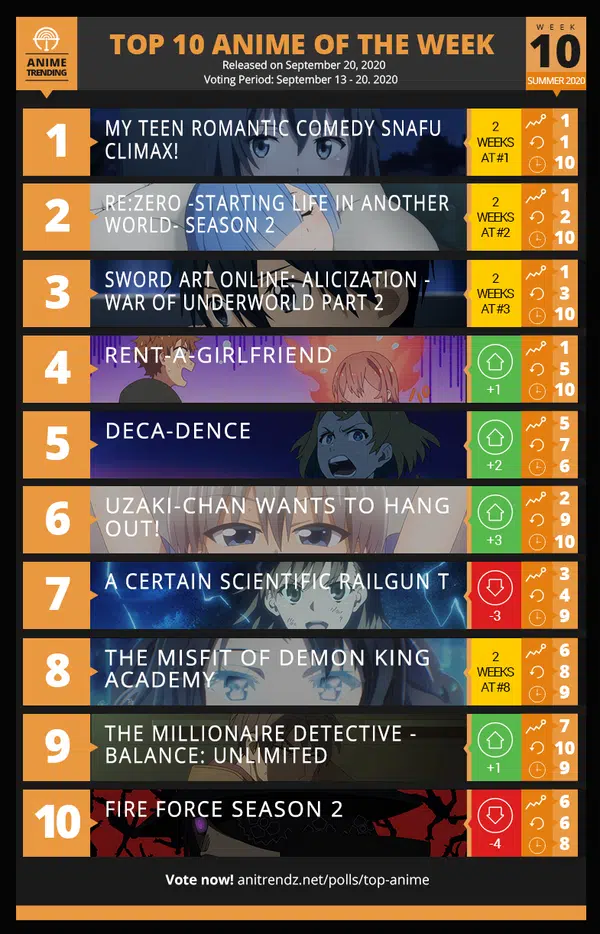 ANIME
TRENDING
TOP 10 ANIME OF THE WEEK
Released on September 20, 2020
Voting Period: September 13 - 20. 2020
WEEK
10
SUMMER 2020
1
MY TEEN ROMANTIC COMEDY SNAFU
CLIMAX!
2
WEEKS
AT #1
1
1
10
2
RE:ZERO -STARTING LIFE IN ANOTHER
WORLD- SEASON 2
2
WEEKS
AT #2
1
2
10
3
SWORD ART ONLINE: ALICIZATION -
WAR OF UNDERWORLD PART 2
2
WEEKS
AT #3
1
3
10
4
RENT-A-GIRLFRIEND
+1
1
5
10
5
DECA-DENCE
+2
5
7
6
6
UZAKI-CHAN WANTS TO HANG
OUT!
+3
2
9
10
7
A CERTAIN SCIENTIFIC RAILGUN T
-3
3
4
9
8
THE MISFIT OF DEMON KING
ACADEMY
2
WEEKS
AT #8
6
8
9
9
THE MILLIONAIRE DETECTIVE -
BALANCE: UNLIMITED
+1
7
10
9
10
FIRE FORCE SEASON 2
-4
6
6
8
Vote now! anitrendz.net/polls/top-anime